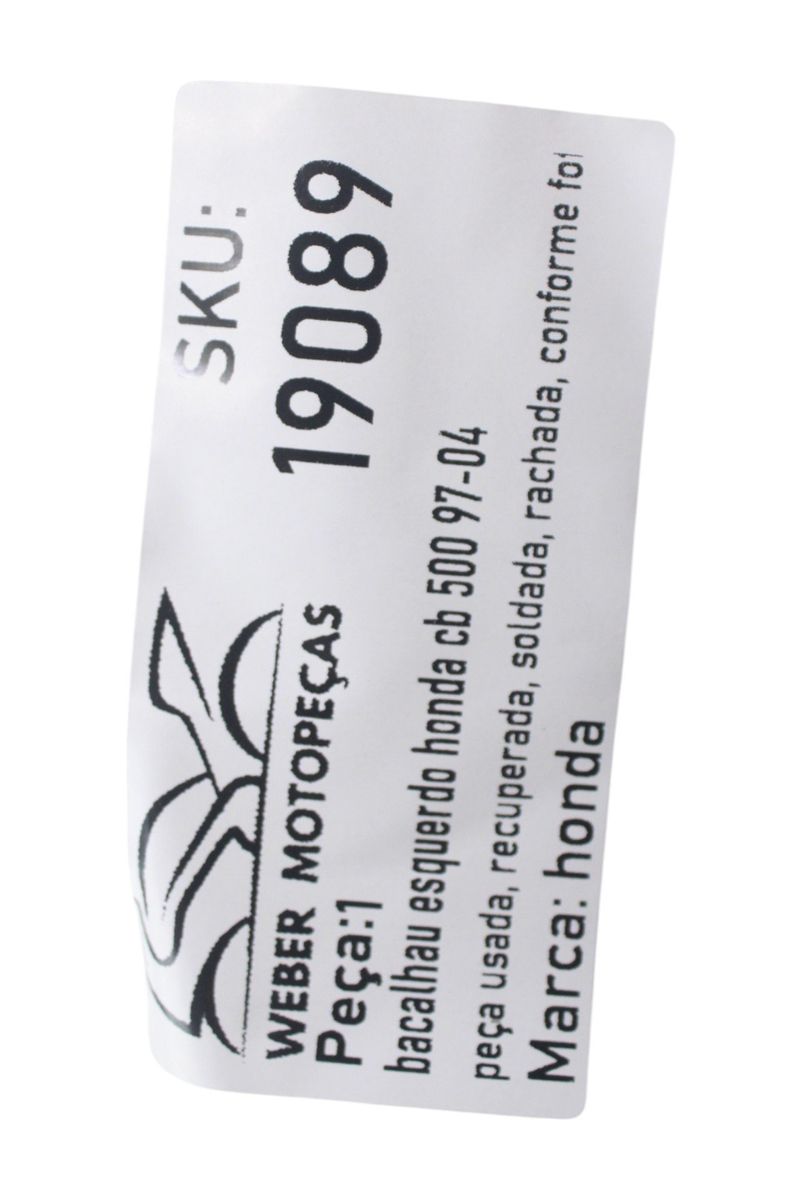 SKU:
19089
WEBER MOTOPEÇAS
Peça:1
bacalhau esquerdo honda cb 500 97-04
peça usada, recuperada, soldada, rachada, conforme
Marca: honda